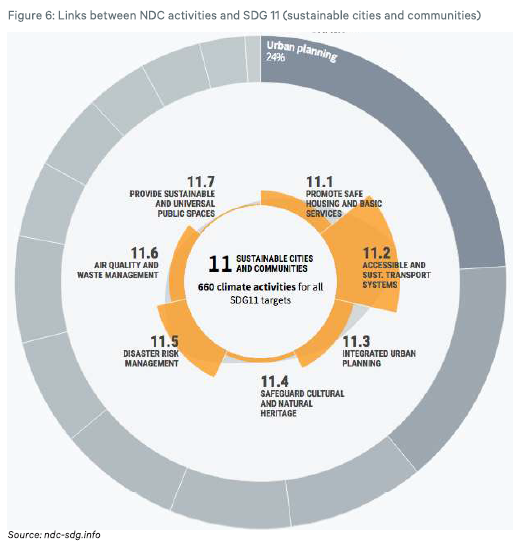 Figure 6: Links between NDC activities and SDG 11 (sustainable cities and communities)
Urban planning
24%
11.7
PROVIDE SUSTAINABLE
AND UNIVERSAL
PUBLIC SPACES
11.1
PROMOTE SAFE
HOUSING AND BASIC
SERVICES
11.6
AIR QUALITY AND
WASTE MANAGEMENT
11 SUSTAINABLE CITIES
AND COMMUNITIES
660 climate activities for all
SDG11 targets
11.2
ACCESSIBLE AND
SUST. TRANSPORT
SYSTEMS
11.5
DISASTER RISK
MANAGEMENT
11.3
INTEGRATED URBAN
PLANNING
11.4
SAFEGUARD CULTURAL
AND NATURAL
HERITAGE
Source: ndc-sdg.info